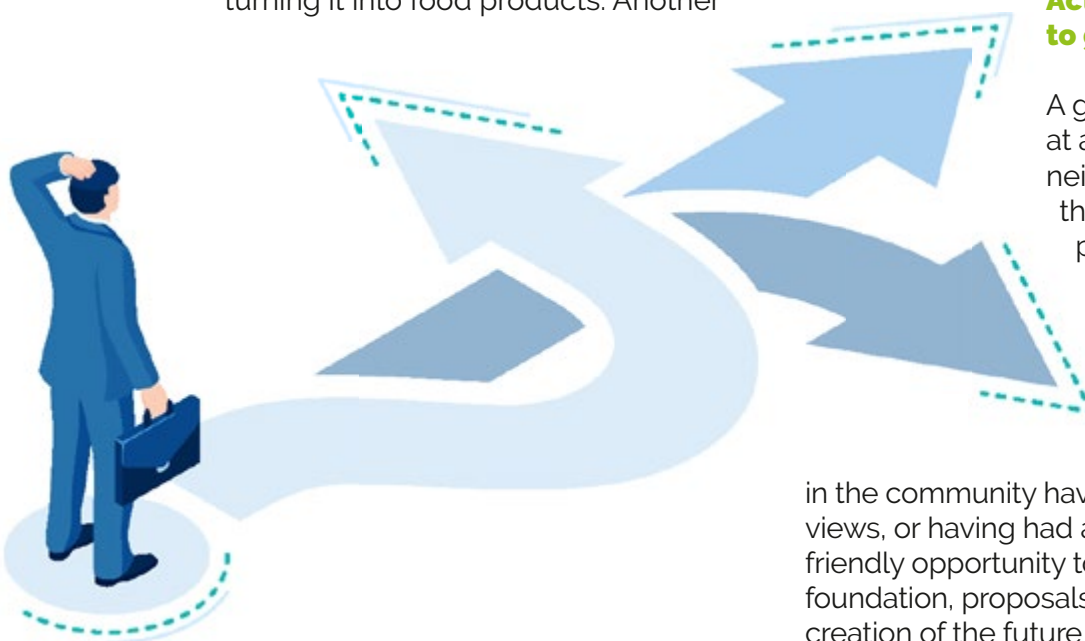 turning it into food products. Another
to g
A g
at a
nei
th
p
in the community hav
views, or having had a
friendly opportunity to
foundation, proposals
creation of the future